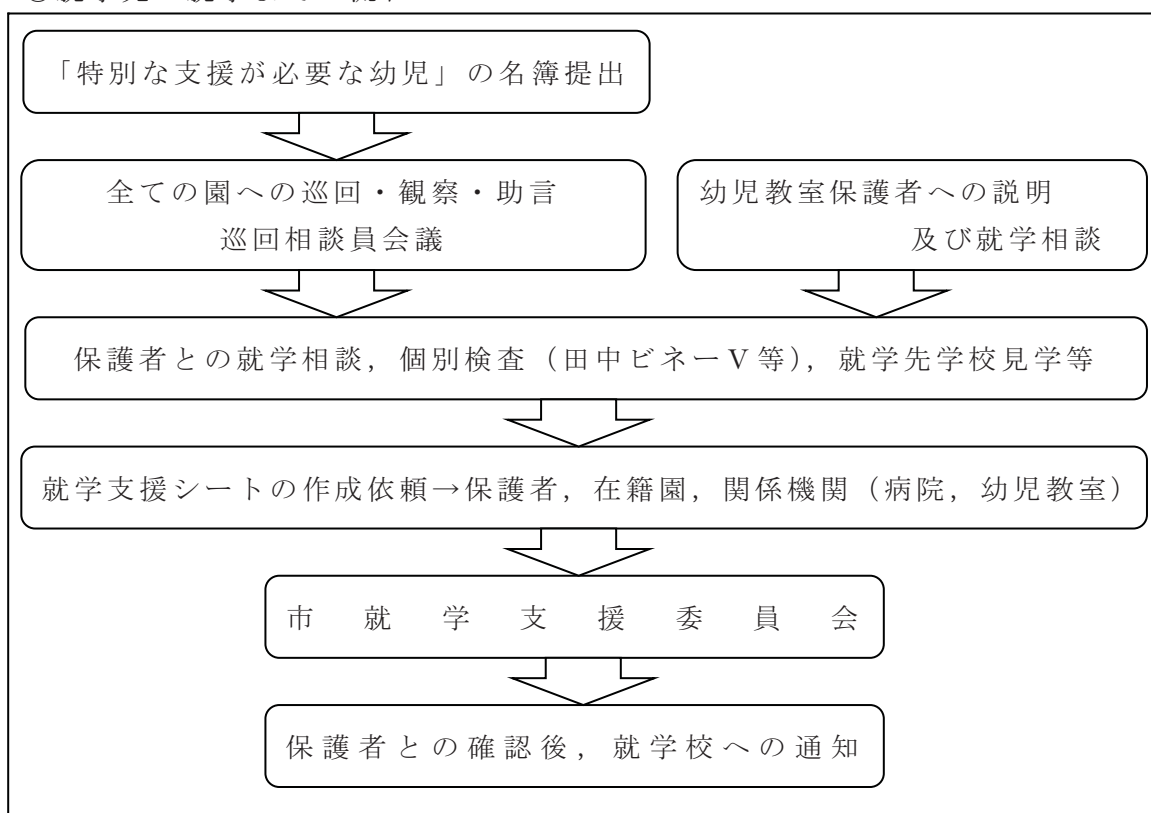 「特別な支援が必要な幼児」の名簿提出
全ての園への巡回・観察・助言
巡回相談員会議
幼児教室保護者への説明
及び就学相談
保護者との就学相談，個別検査（田中ビネーⅤ等），就学先学校見学等
就学支援シートの作成依頼→保護者，在籍園，関係機関（病院，幼児教室）
市就学支援委員会
保護者との確認後，就学校への通知